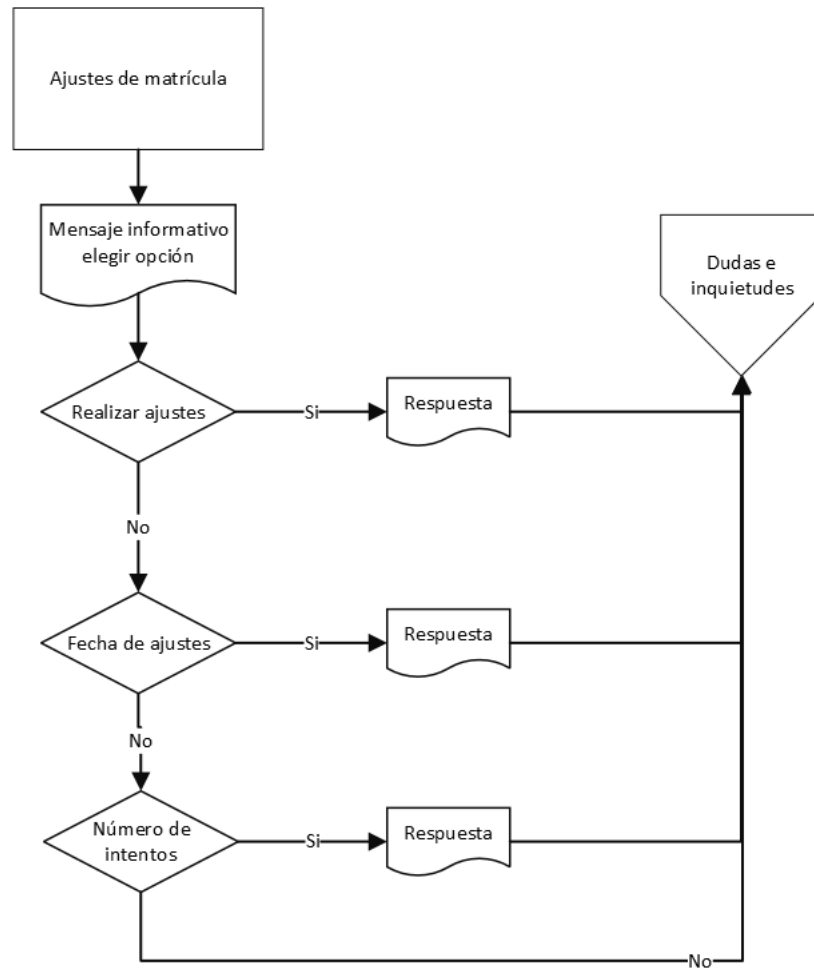 Ajustes de matrícula
Mensaje informativo
elegir opción
Dudas e
inquietudes
Realizar ajustes
Si
Respuesta
No
Fecha de ajustes
Si
Respuesta
No
Número de
intentos
Si
Respuesta
No